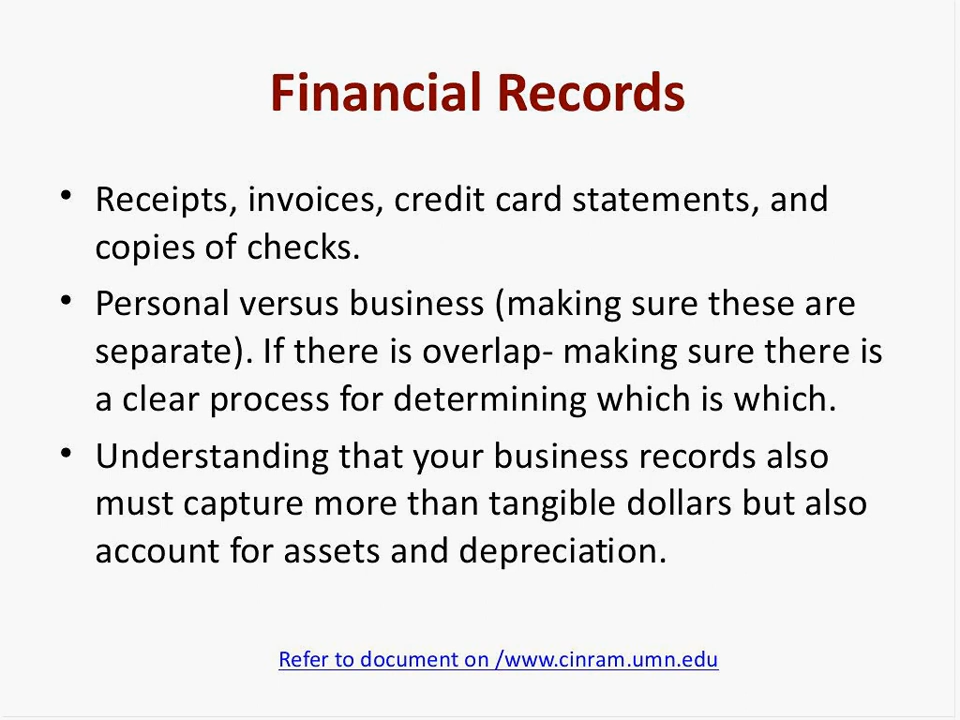 Financial Records
• Receipts, invoices, credit card statements, and
copies of checks.
• Personal versus business (making sure these are
separate). If there is overlap- making sure there is
a clear process for determining which is which.
• Understanding that your business records also
must capture more than tangible dollars but also
account for assets and depreciation.
Refer to document on /www.cinram.umn.edu